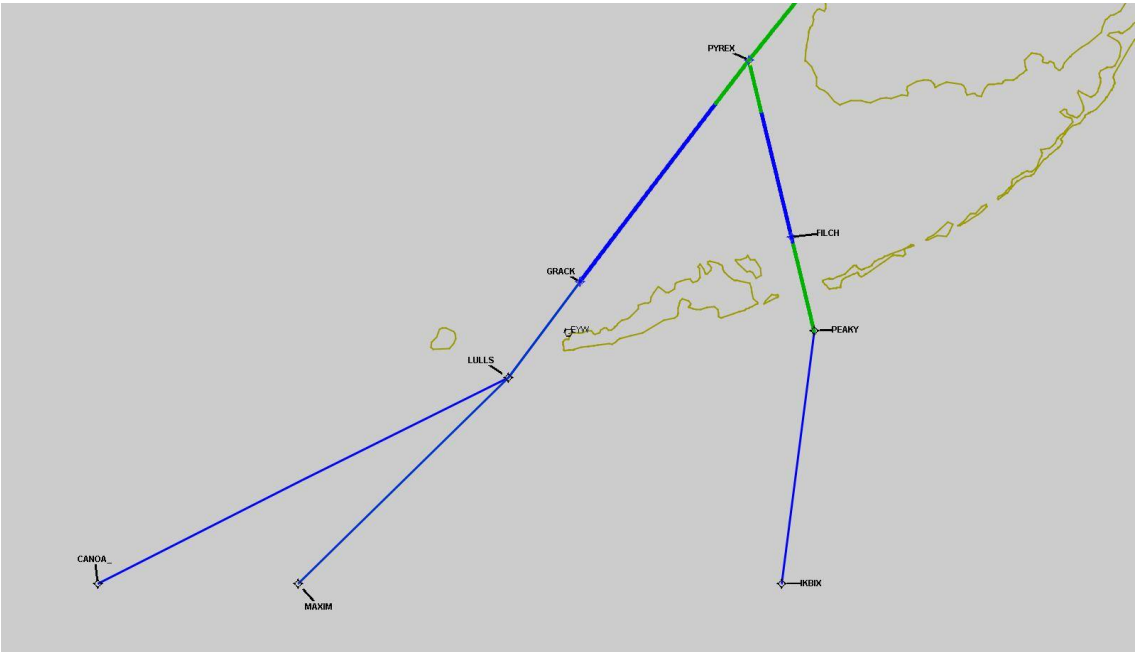 PYREX
FILCH
GRACK
EYW
PEAKY
LULLS
CANOA_
MAXIM
IKBIX